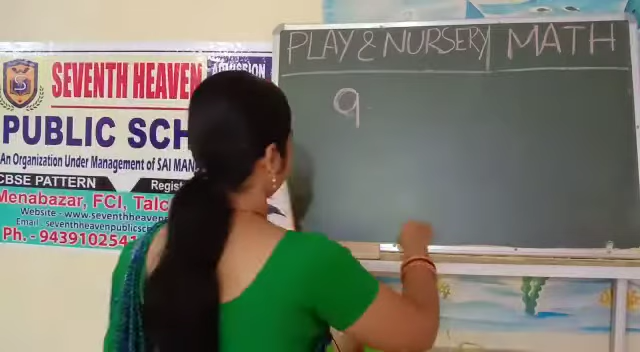 PLAY & NURSERY | MATH
9
SEVENTH HEAVEN
ADMISSION
PUBLIC SCH
An Organization Under Management of SAI MAN
CBSE PATTERN
Regist
Menabazar, FCI, Talc
Website - www.seventhheavenp
Email - seventhheavenpublicsc
Ph. - 943910254